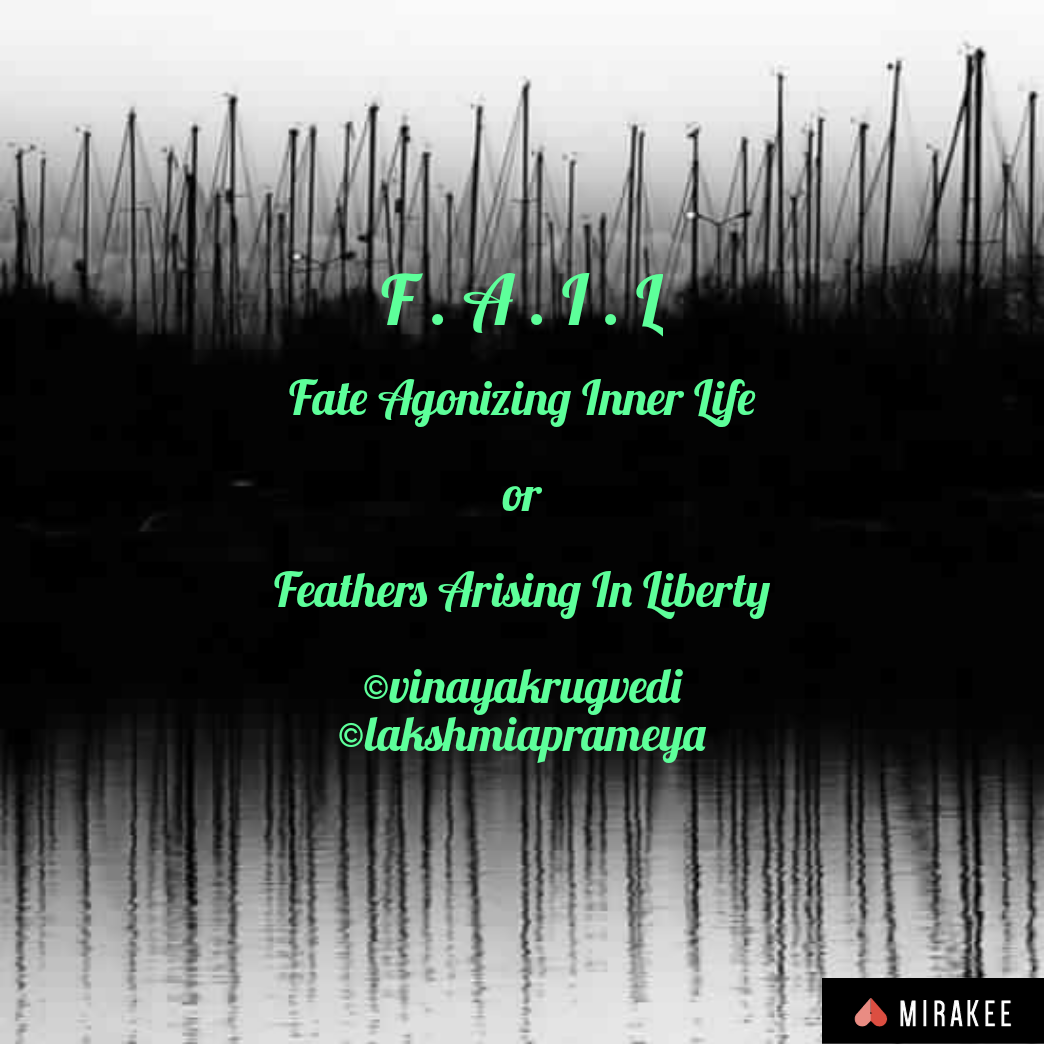 F. A. I. L
Fate Agonizing Inner Life
or
Feathers Arising In Liberty
©vinayakrugvedi
©lakshmiaprameya
MIRAKEE